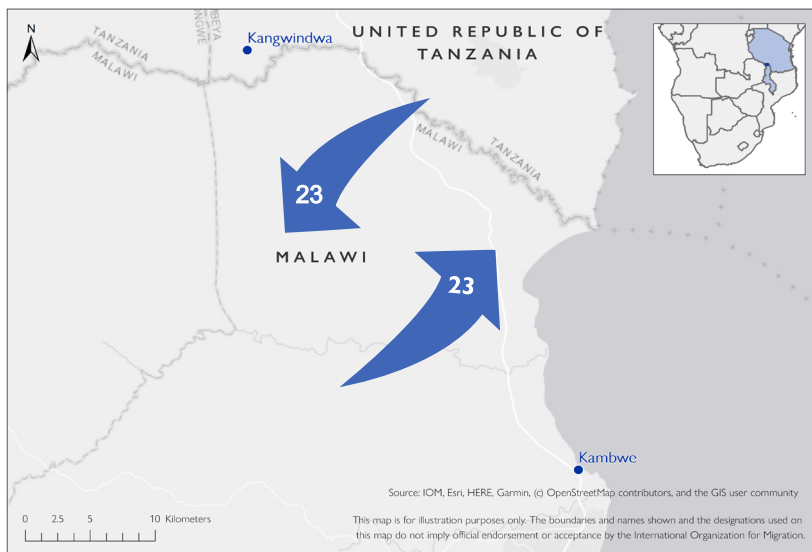 N
TANZANIA
MALAWI
MBEYA
Kangwindwa
UNITED REPUBLIC OF
TANZANIA
MALAWI
TANZANIA
23
MALAWI
23
Kambwe
Source: IOM, Esri, HERE, Garmin, (c) OpenStreetMap contributors, and the GIS user community
0 2.5 5 10 Kilometers
This map is for illustration purposes only. The boundaries and names shown and the designations used on
this map do not imply official endorsement or acceptance by the International Organization for Migration.